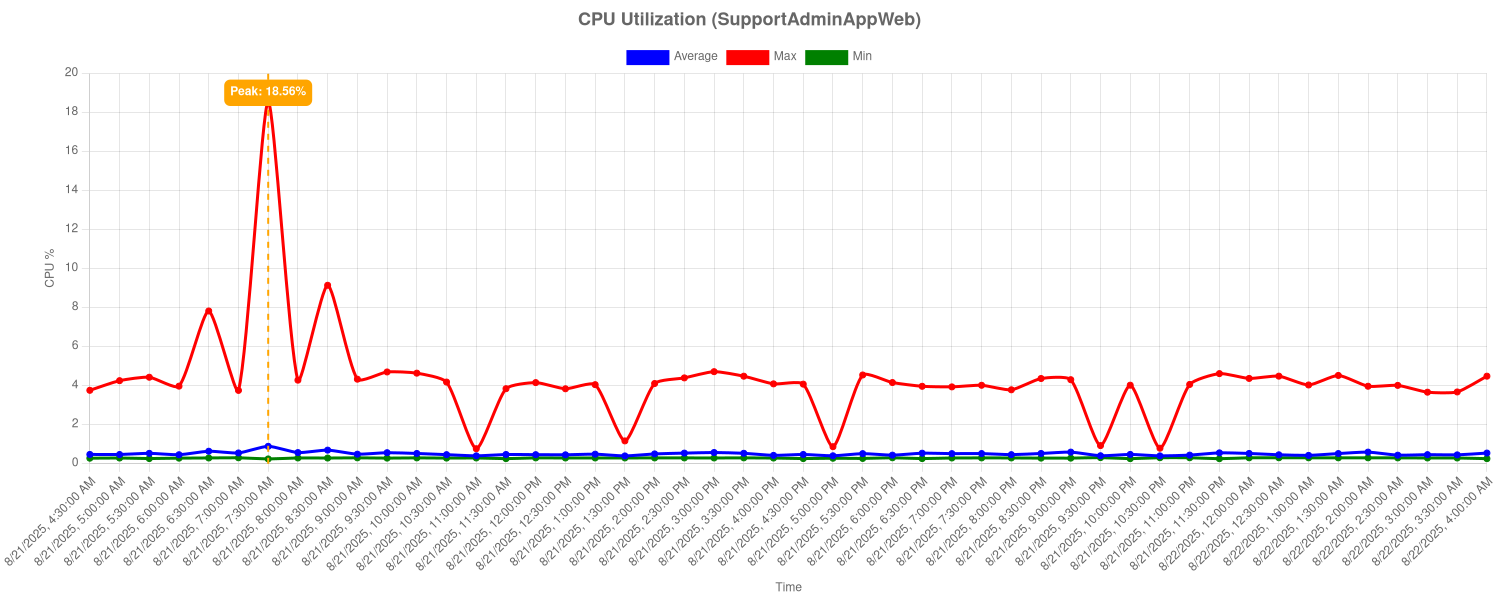 CPU Utilization (SupportAdminAppWeb)
Average Max Min
Peak: 18.56%
20
18
16
14
12
10
8
6
4
2
0
CPU %
8/21/2025, 4:30:00 AM
8/21/2025, 5:00:00 AM
8/21/2025, 5:30:00 AM
8/21/2025, 6:00:00 AM
8/21/2025, 6:30:00 AM
8/21/2025, 7:00:00 AM
8/21/2025, 7:30:00 AM
8/21/2025, 8:00:00 AM
8/21/2025, 8:30:00 AM
8/21/2025, 9:00:00 AM
8/21/2025, 9:30:00 AM
8/21/2025, 10:00:00 AM
8/21/2025, 10:30:00 AM
8/21/2025, 11:00:00 AM
8/21/2025, 11:30:00 AM
8/21/2025, 12:00:00 PM
8/21/2025, 12:30:00 PM
8/21/2025, 1:00:00 PM
8/21/2025, 1:30:00 PM
8/21/2025, 2:00:00 PM
8/21/2025, 2:30:00 PM
8/21/2025, 3:00:00 PM
8/21/2025, 3:30:00 PM
8/21/2025, 4:00:00 PM
8/21/2025, 4:30:00 PM
8/21/2025, 5:00:00 PM
8/21/2025, 5:30:00 PM
8/21/2025, 6:00:00 PM
8/21/2025, 6:30:00 PM
8/21/2025, 7:00:00 PM
8/21/2025, 7:30:00 PM
8/21/2025, 8:00:00 PM
8/21/2025, 8:30:00 PM
8/21/2025, 9:00:00 PM
8/21/2025, 9:30:00 PM
8/21/2025, 10:00:00 PM
8/21/2025, 10:30:00 PM
8/21/2025, 11:00:00 PM
8/21/2025, 11:30:00 PM
8/22/2025, 12:00:00 AM
8/22/2025, 12:30:00 AM
8/22/2025, 1:00:00 AM
8/22/2025, 1:30:00 AM
8/22/2025, 2:00:00 AM
8/22/2025, 2:30:00 AM
8/22/2025, 3:00:00 AM
8/22/2025, 3:30:00 AM
8/22/2025, 4:00:00 AM
Time